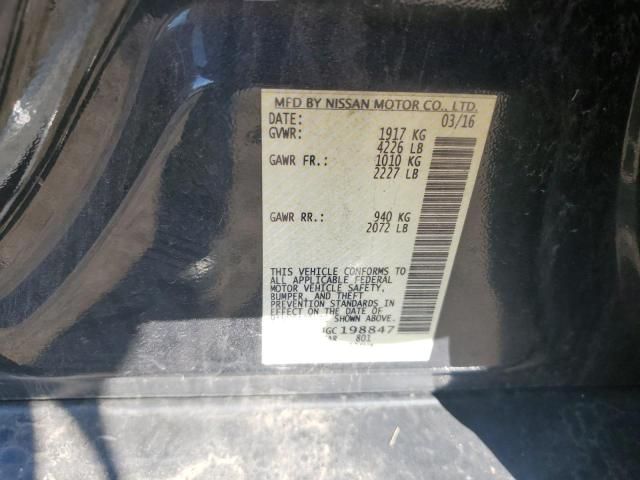 MFD BY NISSAN MOTOR CO., LTD.
DATE: 03/16
GVWR: 1917 KG
4226 LB
GAWR FR.: 1010 KG
2227 LB
GAWR RR.: 940 KG
2072 LB
THIS VEHICLE CONFORMS TO
ALL APPLICABLE FEDERAL
MOTOR VEHICLE SAFETY,
BUMPER, AND THEFT
PREVENTION STANDARDS IN
EFFECT ON THE DATE OF
SHOWN ABOVE.
GC198847
801